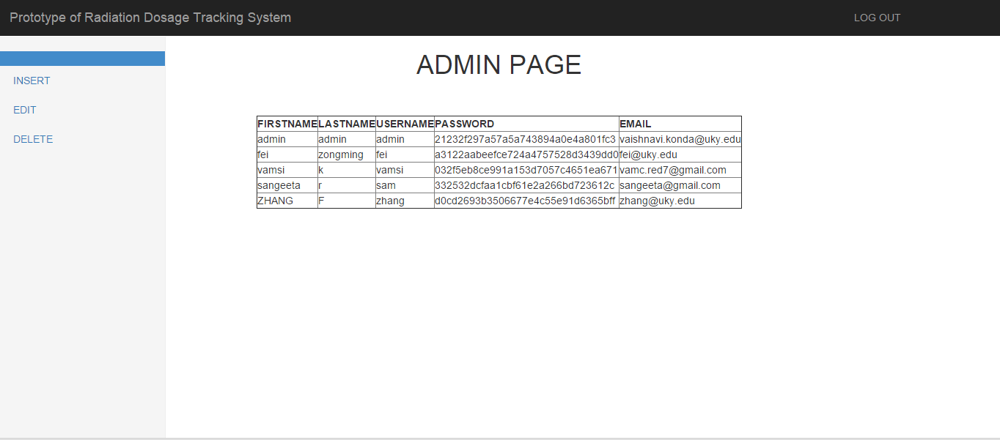 Prototype of Radiation Dosage Tracking System LOG OUT
ADMIN PAGE
INSERT
EDIT
DELETE
FIRSTNAME LASTNAME USERNAME PASSWORD EMAIL
admin admin admin 21232f297a57a5a743894a0e4a801fc3 vaishnavi.konda@uky.edu
fei zongming fei a3122aabeefce724a4757528d3439dd0 fei@uky.edu
vamsi k vamsi 032f5eb8ce991a153d7057c4651ea671 vamc.red7@gmail.com
sangeeta r sam 332532dcfaa1cbf61e2a266bd723612c sangeeta@gmail.com
ZHANG F zhang d0cd2693b3506677e4c55e91d6365bff zhang@uky.edu